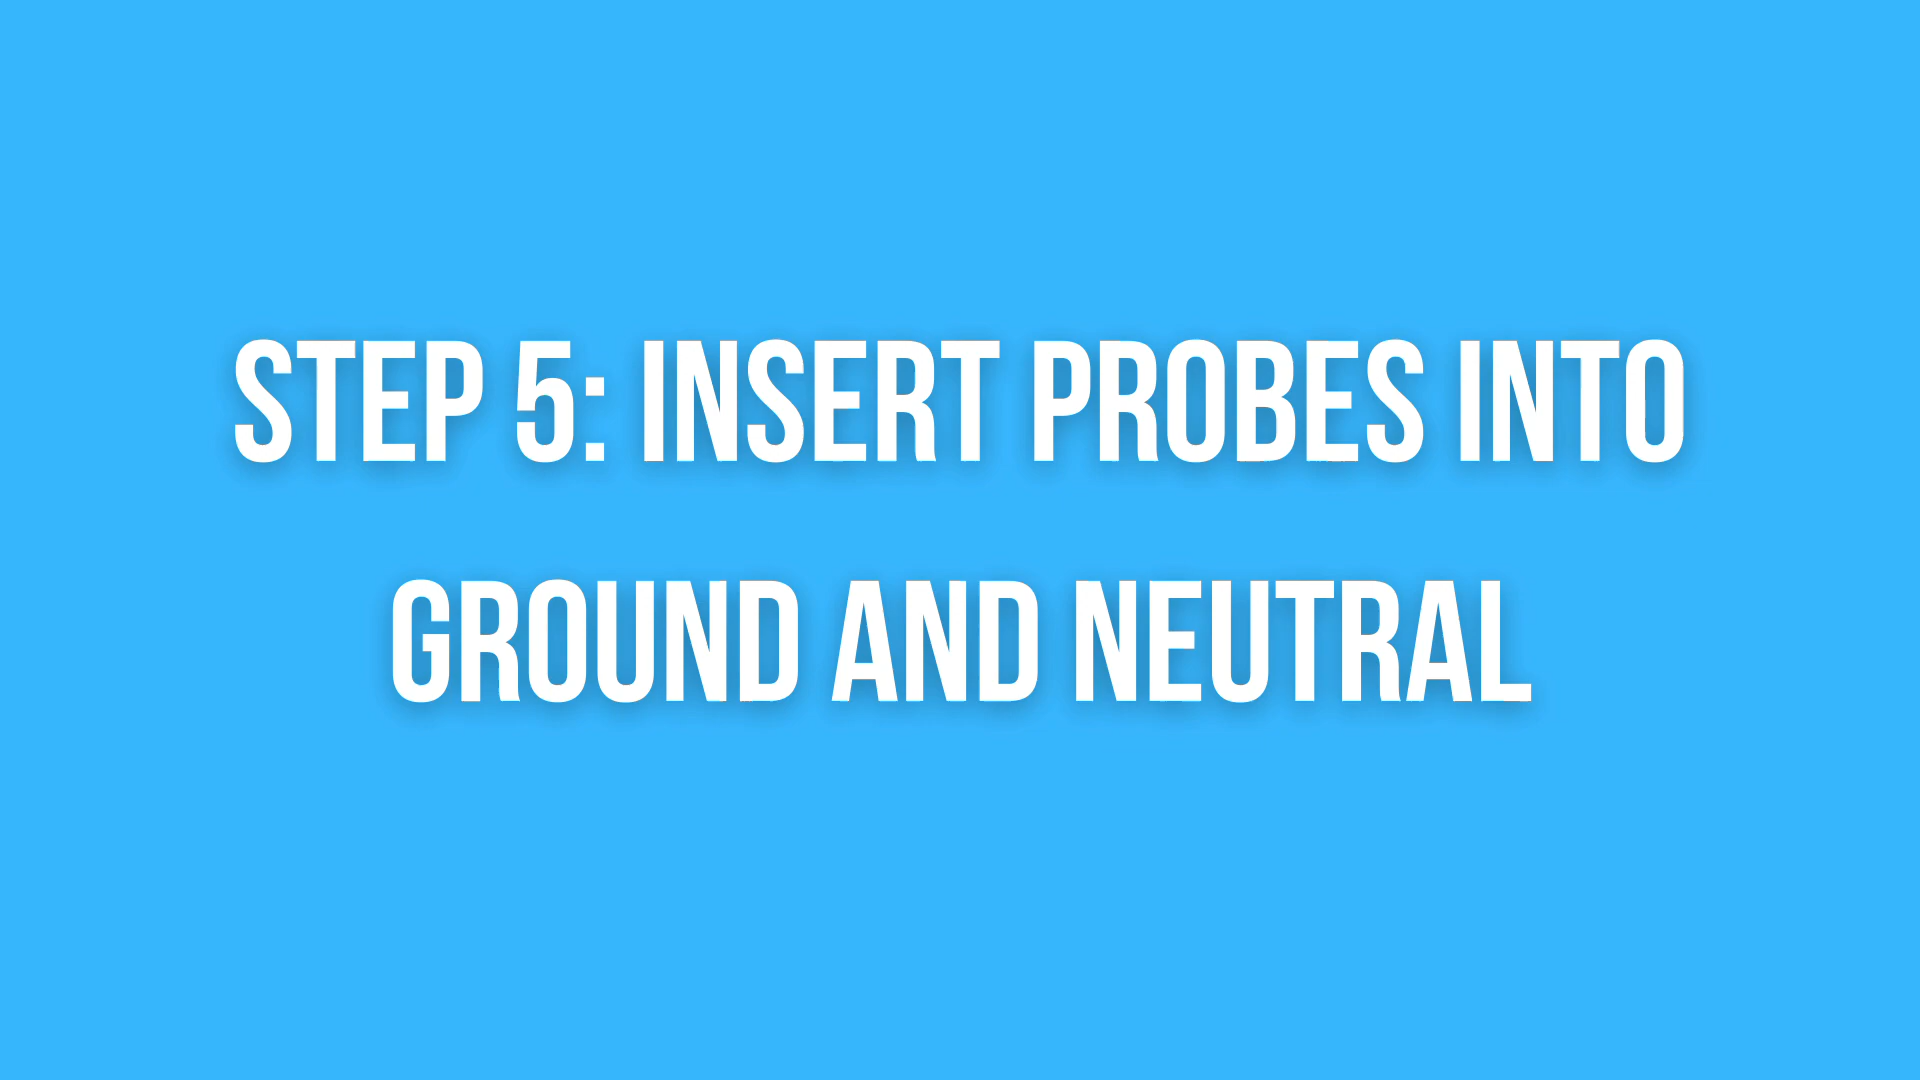 STEP 5: INSERT PROBES INTO
GROUND AND NEUTRAL